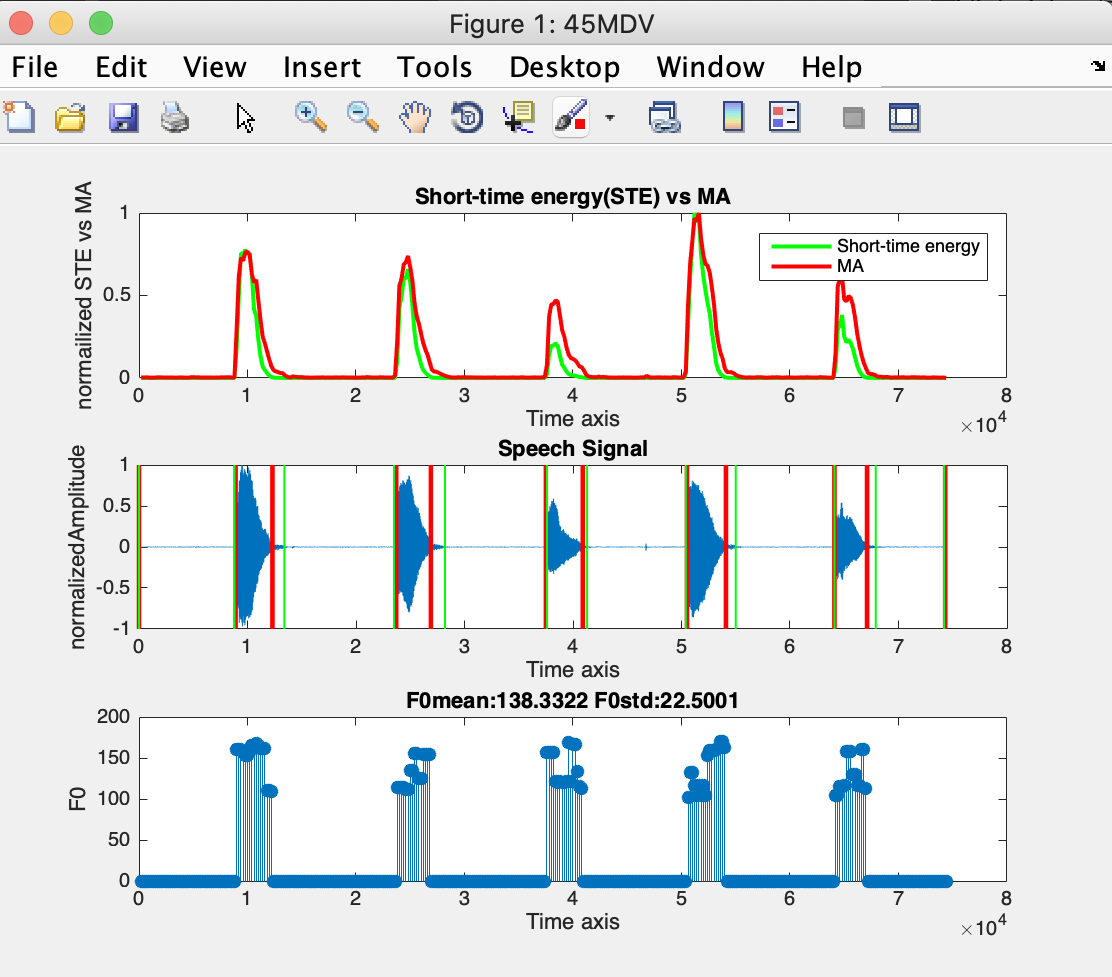 Figure 1: 45MDV
File Edit View Insert Tools Desktop Window Help
Short-time energy(STE) vs MA
normailized STE vs MA
1
0.5
0
Short-time energy
MA
0 1 2 3 4 5 6 7 8
Time axis
×10^4
Speech Signal
normalizedAmplitude
1
0.5
0
-0.5
-1
0 1 2 3 4 5 6 7 8
Time axis
×10^4
F0mean:138.3322 F0std:22.5001
F0
200
150
100
50
0
0 1 2 3 4 5 6 7 8
Time axis
×10^4